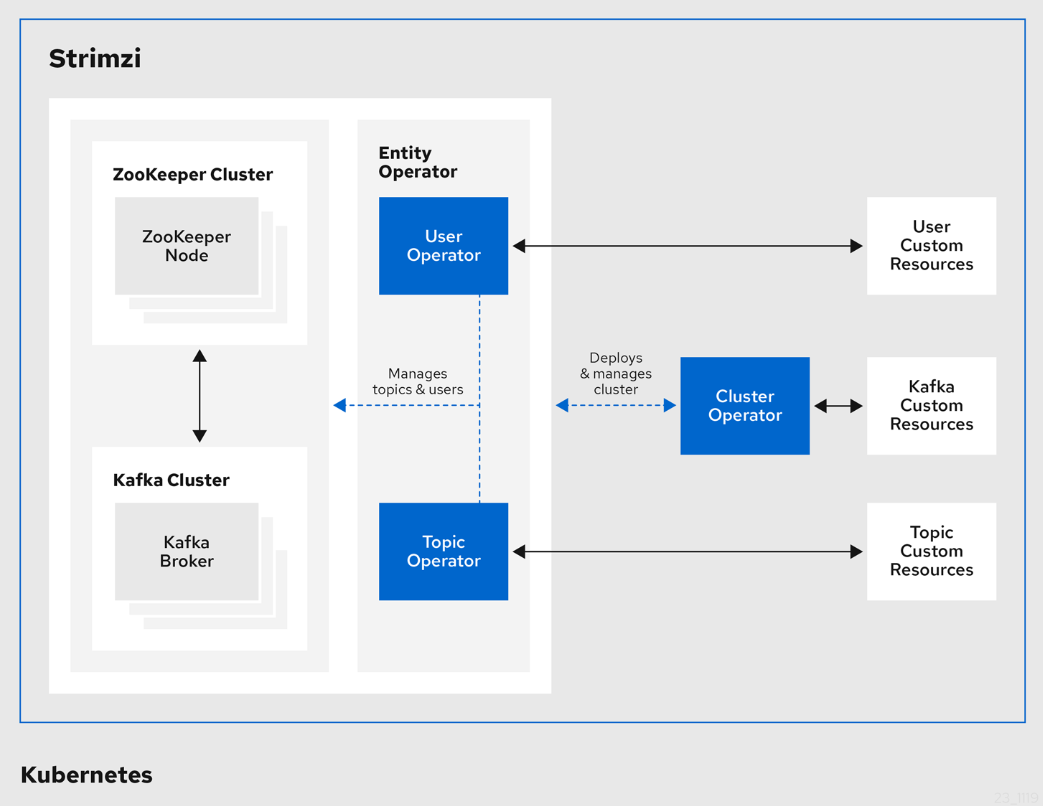 Strimzi
ZooKeeper Cluster
ZooKeeper
Node
Kafka Cluster
Kafka
Broker
Entity
Operator
User
Operator
Manages
topics & users
Topic
Operator
Deploys
& manages
cluster
Cluster
Operator
User
Custom
Resources
Kafka
Custom
Resources
Topic
Custom
Resources
Kubernetes
23_1119